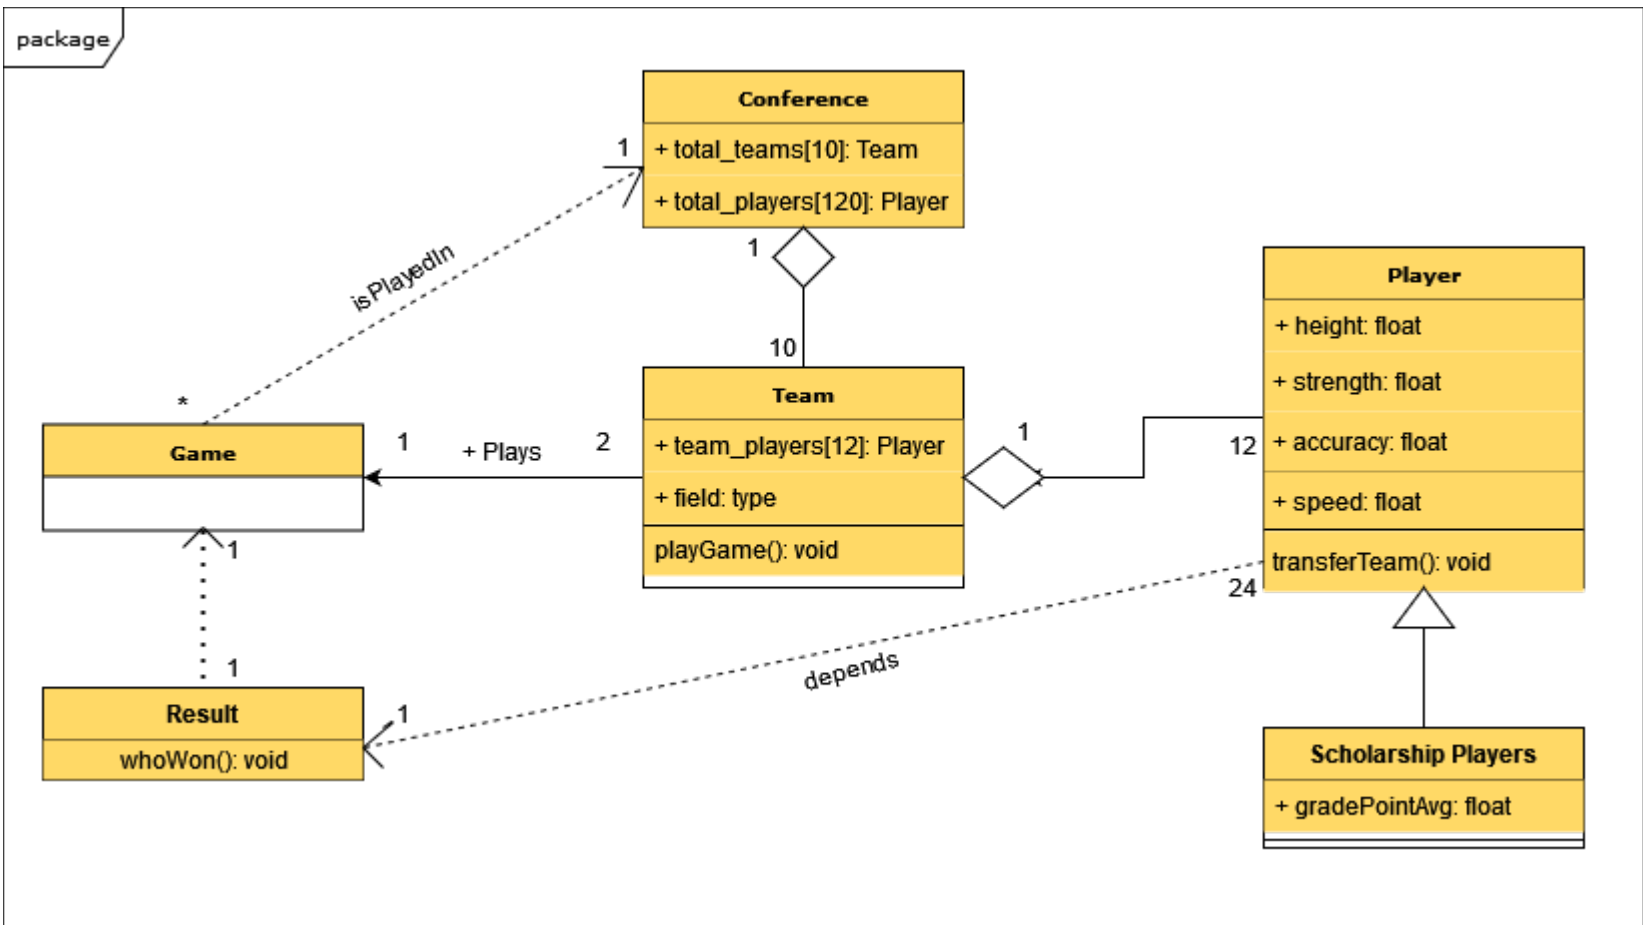 package
Conference
+ total_teams[10]: Team
+ total_players[120]: Player
1
isPlayedIn
*
1
10
Team
+ team_players[12]: Player
+ field: type
playGame(): void
Game
1
+ Plays
2
1
12
Player
+ height: float
+ strength: float
+ accuracy: float
+ speed: float
transferTeam(): void
24
depends
1
1
1
Result
whoWon(): void
Scholarship Players
+ gradePointAvg: float